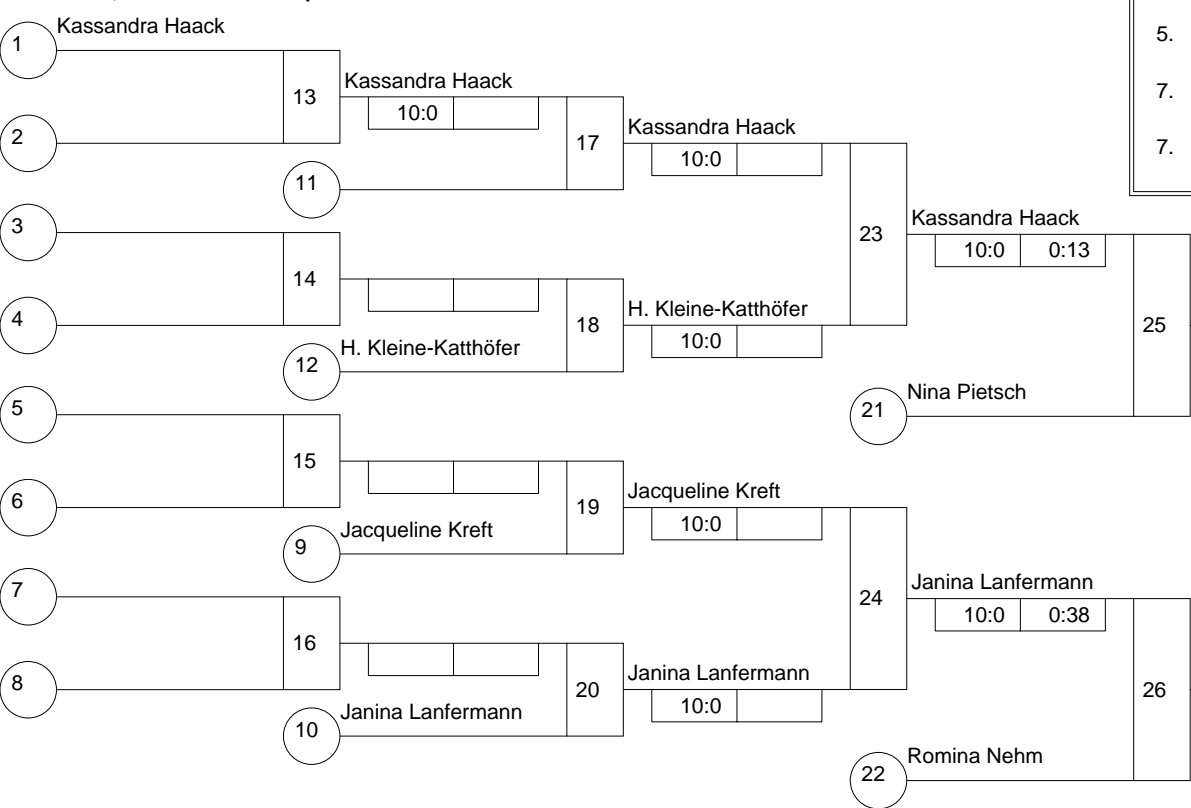 Kassandra Haack
5.
1
13
Kassandra Haack
10:0
7.
2
17
Kassandra Haack
10:0
7.
11
3
Kassandra Haack
10:0 0:13
23
14
H. Kleine-Katthöfer
10:0
4
18
25
12
H. Kleine-Katthöfer
5
Nina Pietsch
21
15
Jacqueline Kreft
10:0
6
19
9
Jacqueline Kreft
7
Janina Lanfermann
10:0 0:38
24
16
Janina Lanfermann
10:0
8
20
26
10
Janina Lanfermann
Romina Nehm
22